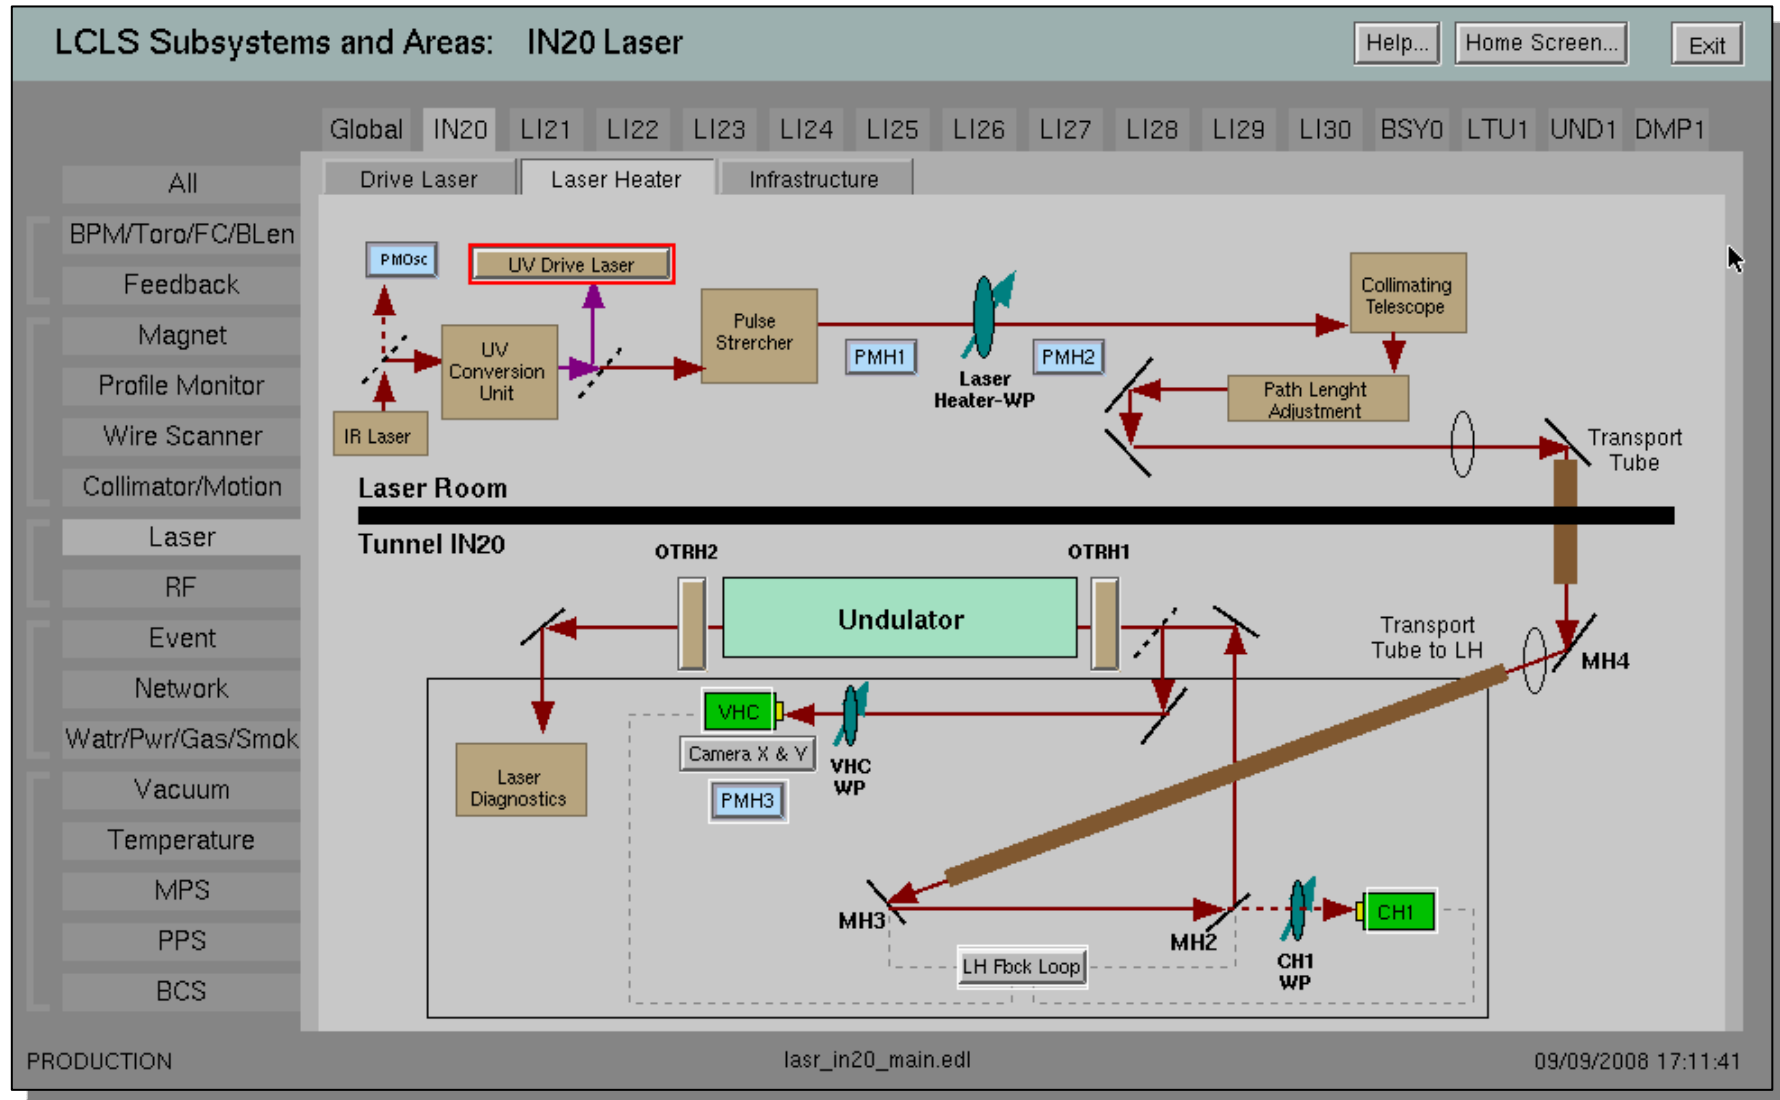 LCLS Subsystems and Areas: IN20 Laser
Help...
Home Screen...
Exit
Global
IN20
LI21
LI22
LI23
LI24
LI25
LI26
LI27
LI28
LI29
LI30
BSY0
LTU1
UND1
DMP1
All
BPM/Toro/FC/BLen
Feedback
Magnet
Profile Monitor
Wire Scanner
Collimator/Motion
Laser
RF
Event
Network
Watr/Pwr/Gas/Smok
Vacuum
Temperature
MPS
PPS
BCS
Drive Laser
Laser Heater
Infrastructure
PMOsc
UV Drive Laser
UV
Conversion
Unit
IR Laser
Pulse
Strercher
PMH1
Laser
Heater-WP
PMH2
Collimating
Telescope
Path Lenght
Adjustment
Transport
Tube
Laser Room
Tunnel IN20
OTRH2
OTRH1
Undulator
Transport
Tube to LH
MH4
VHC
Camera X & Y
VHC
WP
PMH3
Laser
Diagnostics
MH3
MH2
CH1
CH1
WP
LH Fbck Loop
PRODUCTION
lasr_in20_main.edl
09/09/2008 17:11:41